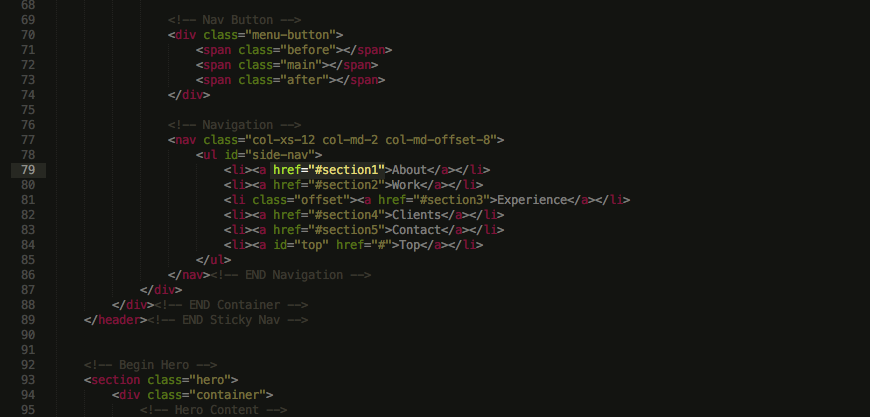 68
69 <!-- Nav Button -->
70 <div class="menu-button">
71 <span class="before"></span>
72 <span class="main"></span>
73 <span class="after"></span>
74 </div>
75
76 <!-- Navigation -->
77 <nav class="col-xs-12 col-md-2 col-md-offset-8">
78 <ul id="side-nav">
79 <li><a href="#section1">About</a></li>
80 <li><a href="#section2">Work</a></li>
81 <li class="offset"><a href="#section3">Experience</a></li>
82 <li><a href="#section4">Clients</a></li>
83 <li><a href="#section5">Contact</a></li>
84 <li><a id="top" href="#">Top</a></li>
85 </ul>
86 </nav><!-- END Navigation -->
87 </div>
88 </div><!-- END Container -->
89 </header><!-- END Sticky Nav -->
90
91
92 <!-- Begin Hero -->
93 <section class="hero">
94 <div class="container">
95 <!-- Hero Content -->